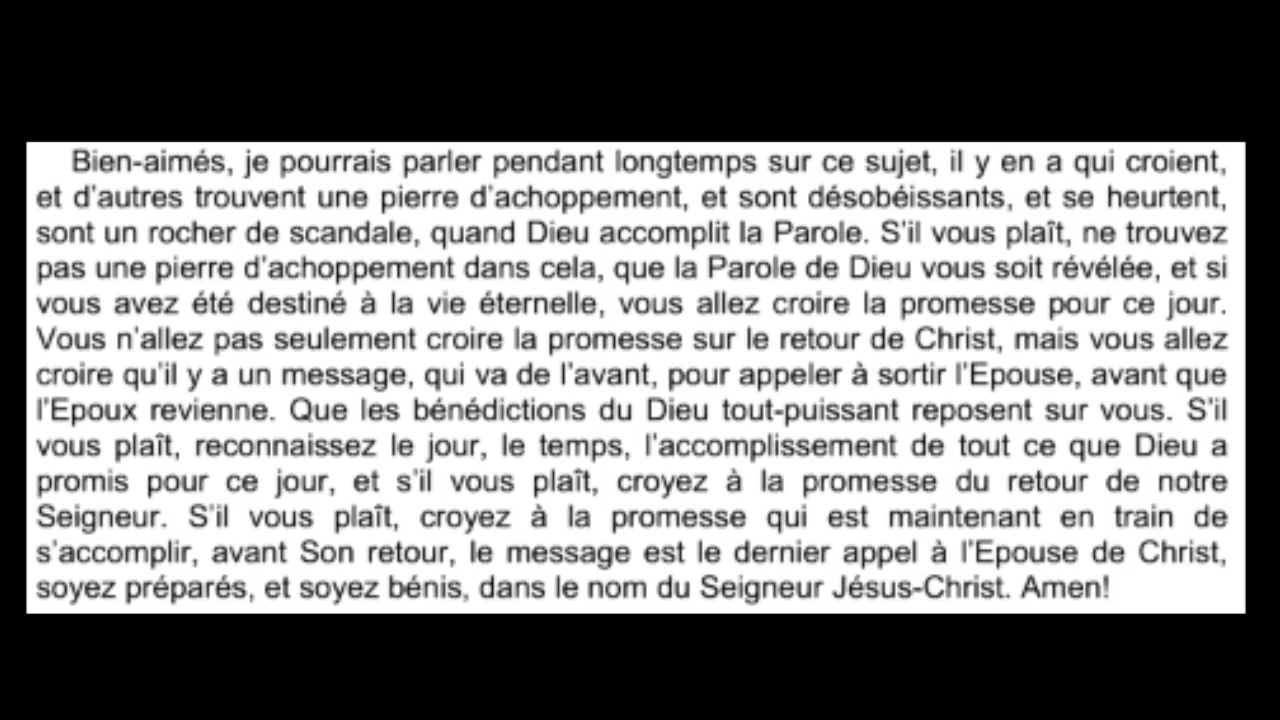 Bien-aimés, je pourrais parler pendant longtemps sur ce sujet, il y en a qui croient,
et d'autres trouvent une pierre d'achoppement, et sont désobéissants, et se heurtent,
sont un rocher de scandale, quand Dieu accomplit la Parole. S'il vous plaît, ne trouvez
pas une pierre d'achoppement dans cela, que la Parole de Dieu vous soit révélée, et si
vous avez été destiné à la vie éternelle, vous allez croire la promesse pour ce jour.
Vous n'allez pas seulement croire la promesse sur le retour de Christ, mais vous allez
croire qu'il y a un message, qui va de l'avant, pour appeler à sortir l'Epouse, avant que
l'Epoux revienne. Que les bénédictions du Dieu tout-puissant reposent sur vous. S'il
vous plaît, reconnaissez le jour, le temps, l'accomplissement de tout ce que Dieu a
promis pour ce jour, et s'il vous plaît, croyez à la promesse du retour de notre
Seigneur. S'il vous plaît, croyez à la promesse qui est maintenant en train de
s'accomplir, avant Son retour, le message est le dernier appel à l'Epouse de Christ,
soyez préparés, et soyez bénis, dans le nom du Seigneur Jésus-Christ. Amen!